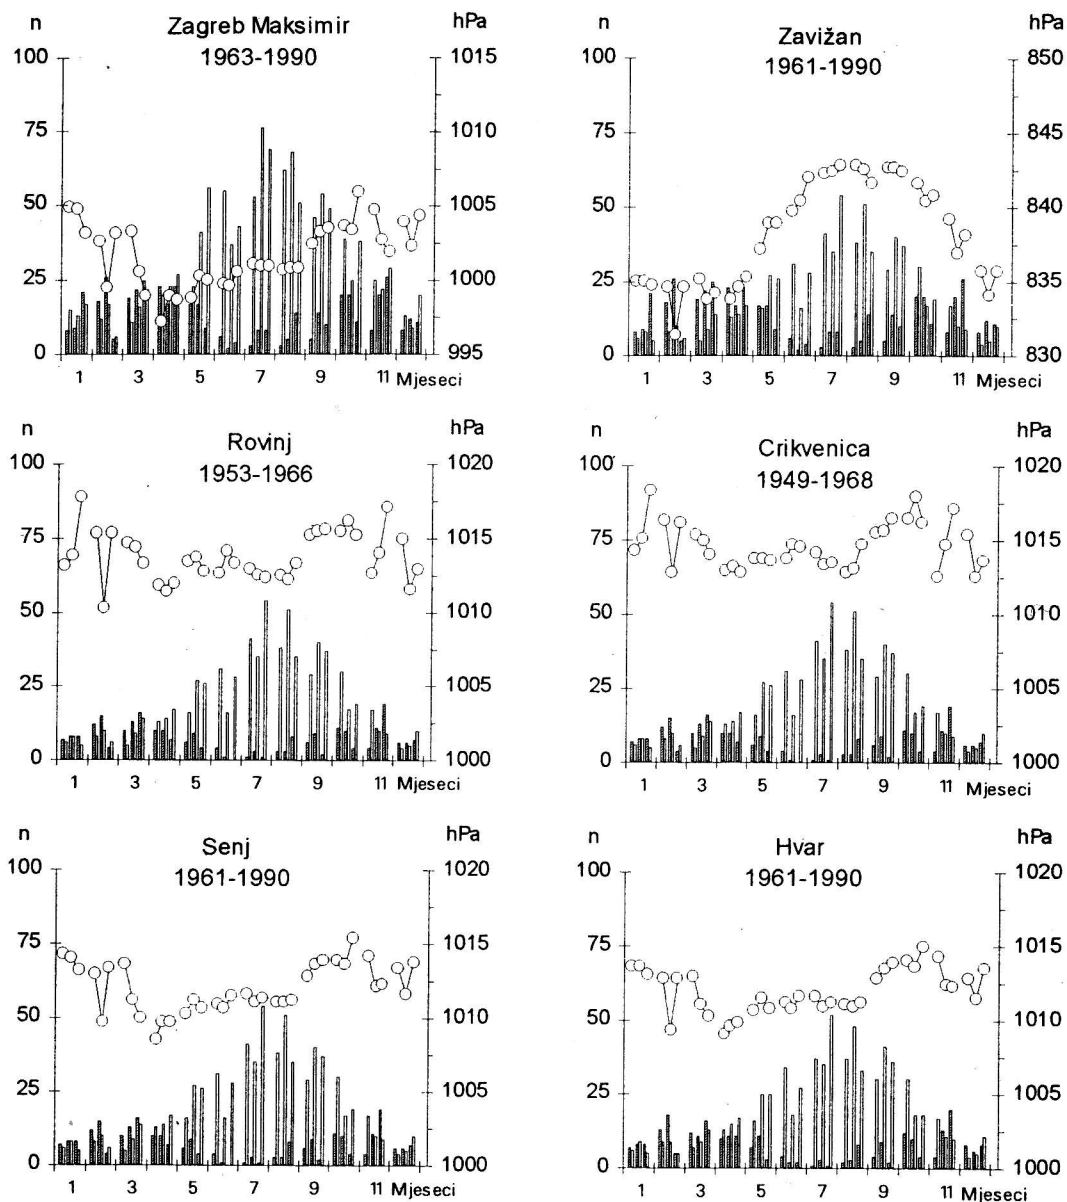 n
Zagreb Maksimir
1963-1990
hPa
100
75
50
25
0
1015
1010
1005
1000
995
1 3 5 7 9 11 Mjeseci
n
Zavižan
1961-1990
hPa
100
75
50
25
0
850
845
840
835
830
1 3 5 7 9 11 Mjeseci
n
Rovinj
1953-1966
hPa
100
75
50
25
0
1020
1015
1010
1005
1000
1 3 5 7 9 11 Mjeseci
n
Crikvenica
1949-1968
hPa
100
75
50
25
0
1020
1015
1010
1005
1000
1 3 5 7 9 11 Mjeseci
n
Senj
1961-1990
hPa
100
75
50
25
0
1020
1015
1010
1005
1000
1 3 5 7 9 11 Mjeseci
n
Hvar
1961-1990
hPa
100
75
50
25
0
1020
1015
1010
1005
1000
1 3 5 7 9 11 Mjeseci